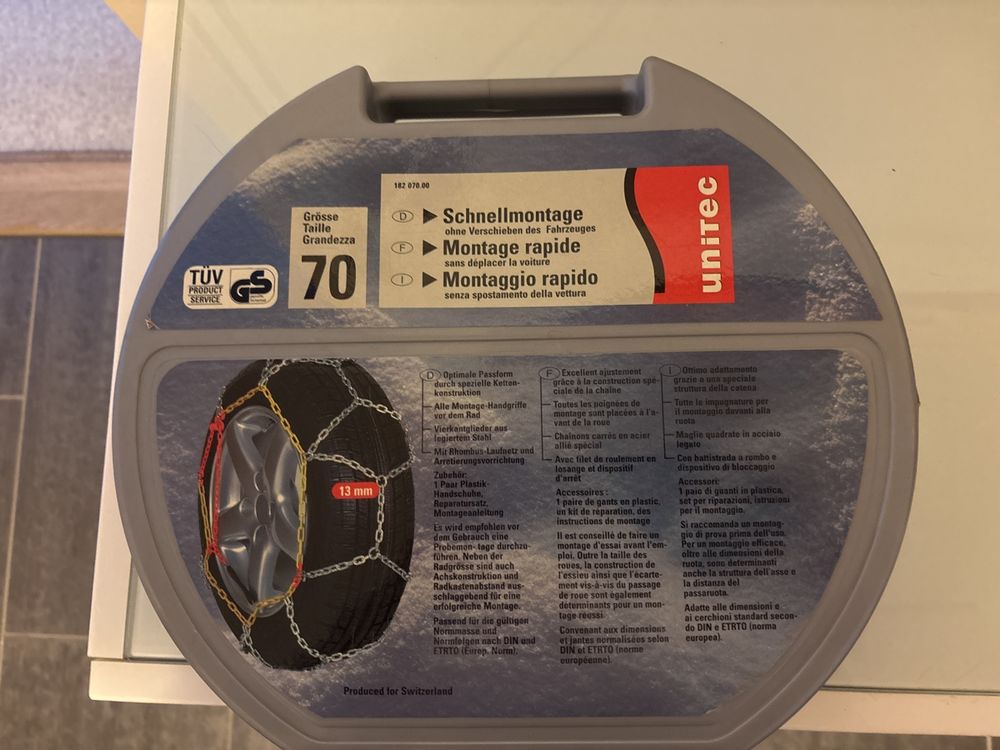 182 070.00
Grösse
Taille
Grandezza
70
TÜV
PRODUCT
SERVICE
GS
D Schnellmontage
ohne Verschieben des Fahrzeuges
F Montage rapide
sans déplacer la voiture
I Montaggio rapido
senza spostamento della vettura
unitec
13 mm
D Optimale Passform
durch spezielle Ketten-
konstruktion
Alle Montage-Handgriffe
vor dem Rad
Vierkantglieder aus
legiertem Stahl
Mit Rhombus-Laufnetz und
Arretierungsvorrichtung
Zubehör:
1 Paar Plastik-
Handschuhe,
Reparatursatz,
Montageanleitung
Es wird empfohlen vor
dem Gebrauch eine
Probemon- tage durchzu-
führen. Neben der
Radgrösse sind auch
Achskonstruktion und
Radkastenabstand aus-
schlaggebend für eine
erfolgreiche Montage.
Passend für die gültigen
Normmasse und
Normfelgen nach DIN und
ETRTO (Europ. Norm).
F Excellent ajustement
grâce à la construction spé-
ciale de la chaîne
Toutes les poignées de
montage sont placées à l'a-
vant de la roue
Chaînons carrés en acier
allié spécial
Avec filet de roulement en
losange et dispositif
d'arrêt
Accessoires :
1 paire de gants en plastic,
un kit de réparation, des
instructions de montage
Il est conseillé de faire un
montage d'essai avant l'em-
ploi. Outre la taille des
roues, la construction de
l'essieu ainsi que l'écarte-
ment vis-à-vis du passage
de roue sont également
déterminants pour un mon-
tage réussi
Convenant aux dimensions
et jantes normalisées selon
DIN et ETRTO (norme
européenne).
I Ottimo adattamento
grazie a una speciale
struttura della catena
Tutte le impugnature per
il montaggio davanti alla
ruota
Maglie quadrate in acciaio
legato
Con battistrada a rombo e
dispositivo di bloccaggio
Accessori:
1 paio di guanti in plastica,
set per riparazioni, istruzioni
per il montaggio.
Si raccomanda un montag-
gio di prova prima dell'uso.
Per un montaggio efficace,
oltre alle dimensioni della
ruota, sono determinanti
anche la struttura dell'asse e
la distanza del
passaruota.
Adatte alle dimensioni e
ai cerchioni standard secon-
do DIN e ETRTO (norma
europea).
Produced for Switzerland